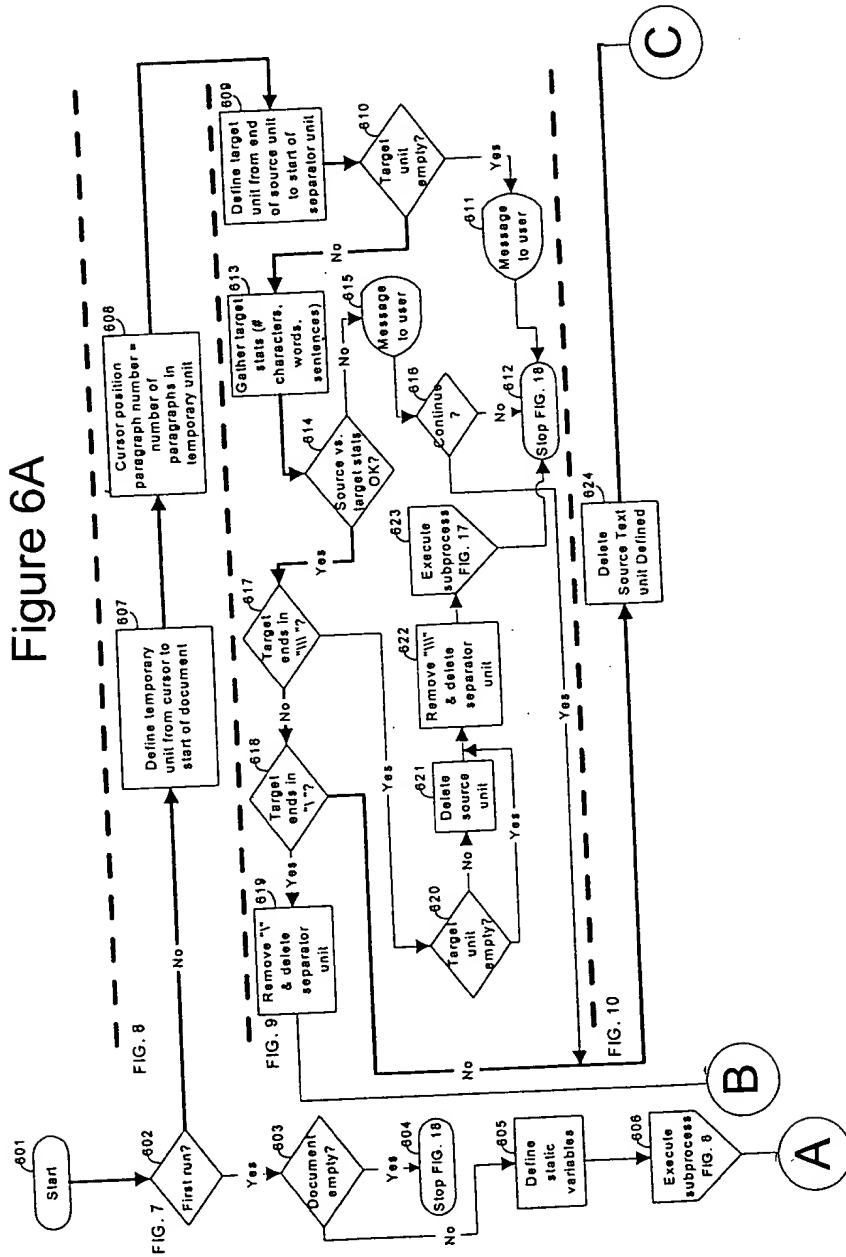 Figure 6A
601
Start
602
First run?
FIG. 7
Yes
No
603
Document
empty?
Yes
No
604
Stop FIG. 18
605
Define
static
variables
606
Execute
subprocess
FIG. 8
A
FIG. 8
607
Define temporary
unit from cursor to
start of document
608
Cursor position
paragraph number =
number of
paragraphs in
temporary unit
FIG. 9
609
Define target
unit from end
of source unit
to start of
separator unit
610
Target
unit
empty?
Yes
No
611
Message
to user
612
Stop FIG. 18
613
Gather target
stats (#
characters,
words,
sentences)
614
Source vs.
target stats
OK?
No
Yes
615
Message
to user
616
Continue
?
No
Yes
617
Target
ends in
"\\\"?
No
Yes
618
Target
ends in
"\"?
Yes
No
619
Remove "\"
& delete
separator
unit
B
620
Target
unit
empty?
No
Yes
621
Delete
source
unit
622
Remove "\\\"
& delete
separator
unit
623
Execute
subprocess
FIG. 17
FIG. 10
624
Delete
Source Text
unit Defined
C